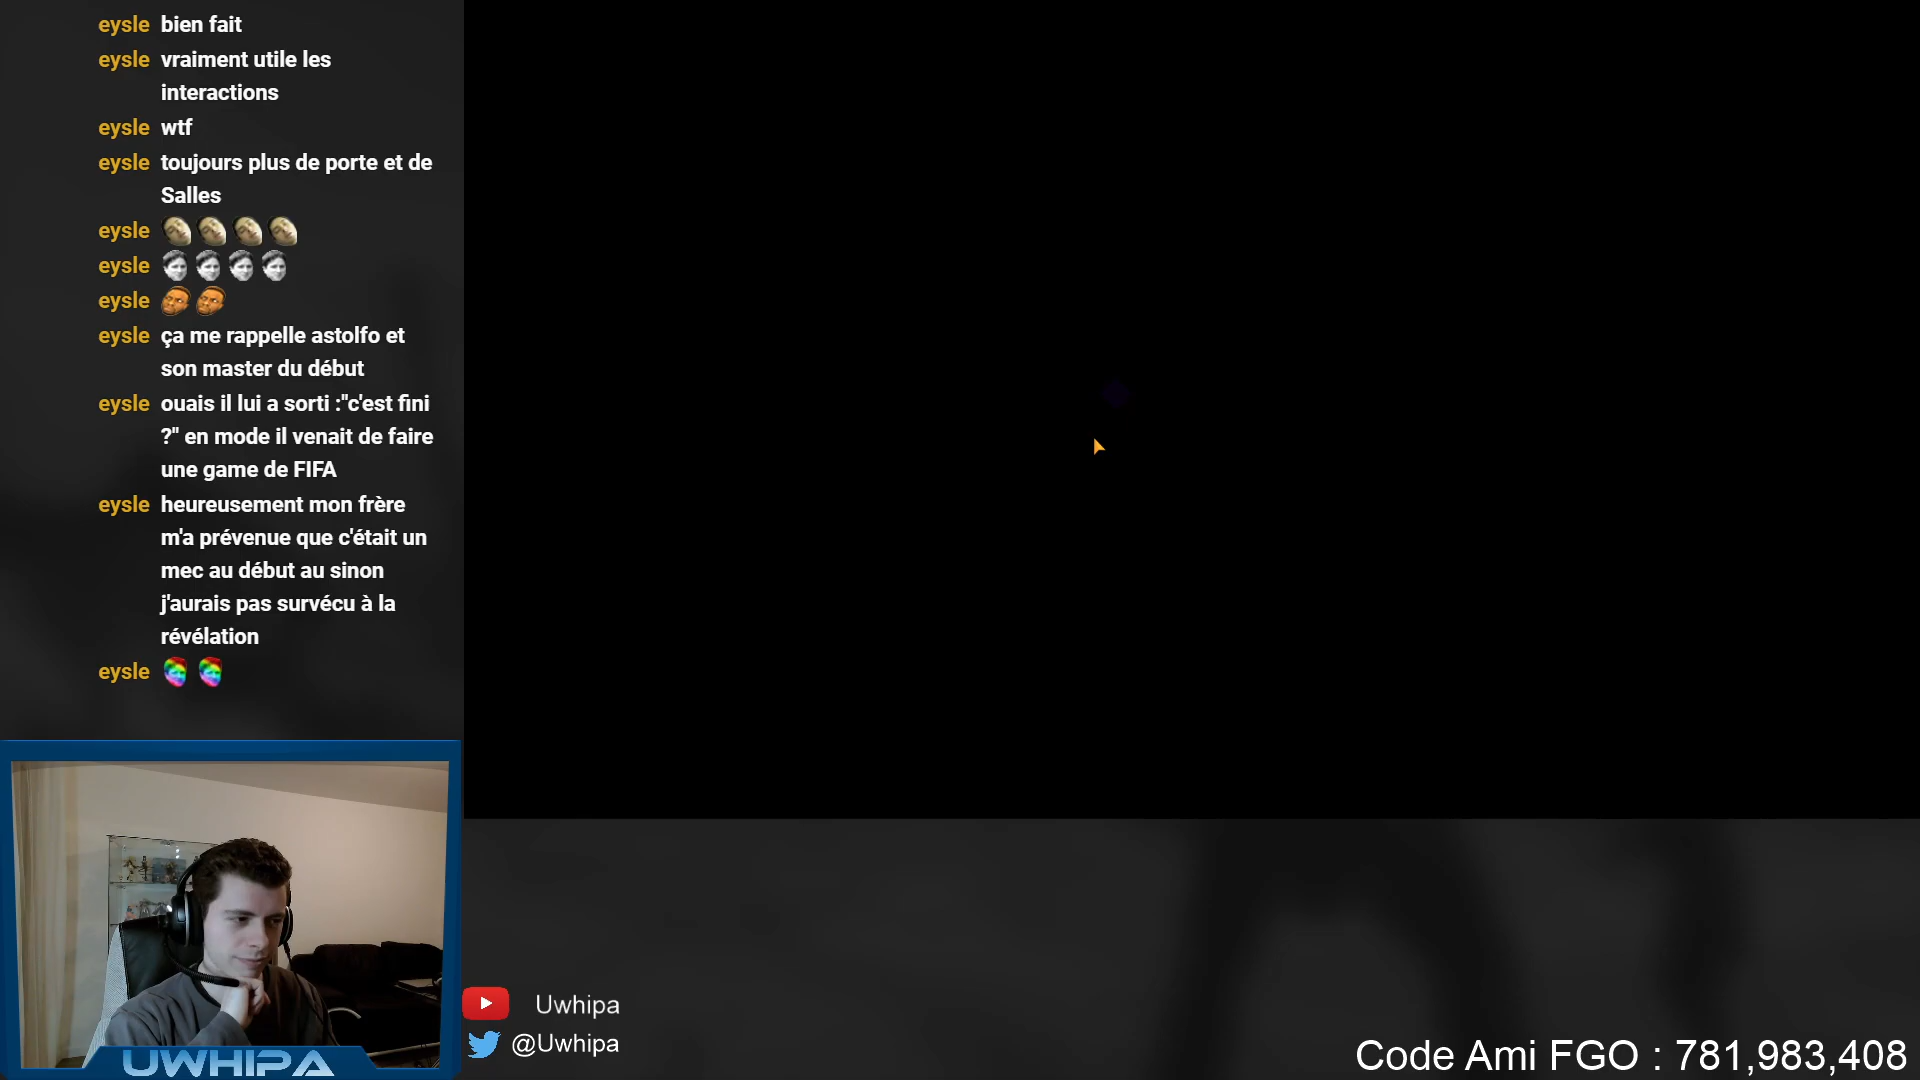 eysle bien fait
eysle vraiment utile les
interactions
eysle wtf
eysle toujours plus de porte et de
Salles
eysle
eysle
eysle
eysle ça me rappelle astolfo et
son master du début
eysle ouais il lui a sorti :"c'est fini
?" en mode il venait de faire
une game de FIFA
eysle heureusement mon frère
m'a prévenue que c'était un
mec au début au sinon
j'aurais pas survécu à la
révélation
eysle
UWHIPA
Uwhipa
@Uwhipa
Code Ami FGO : 781,983,408